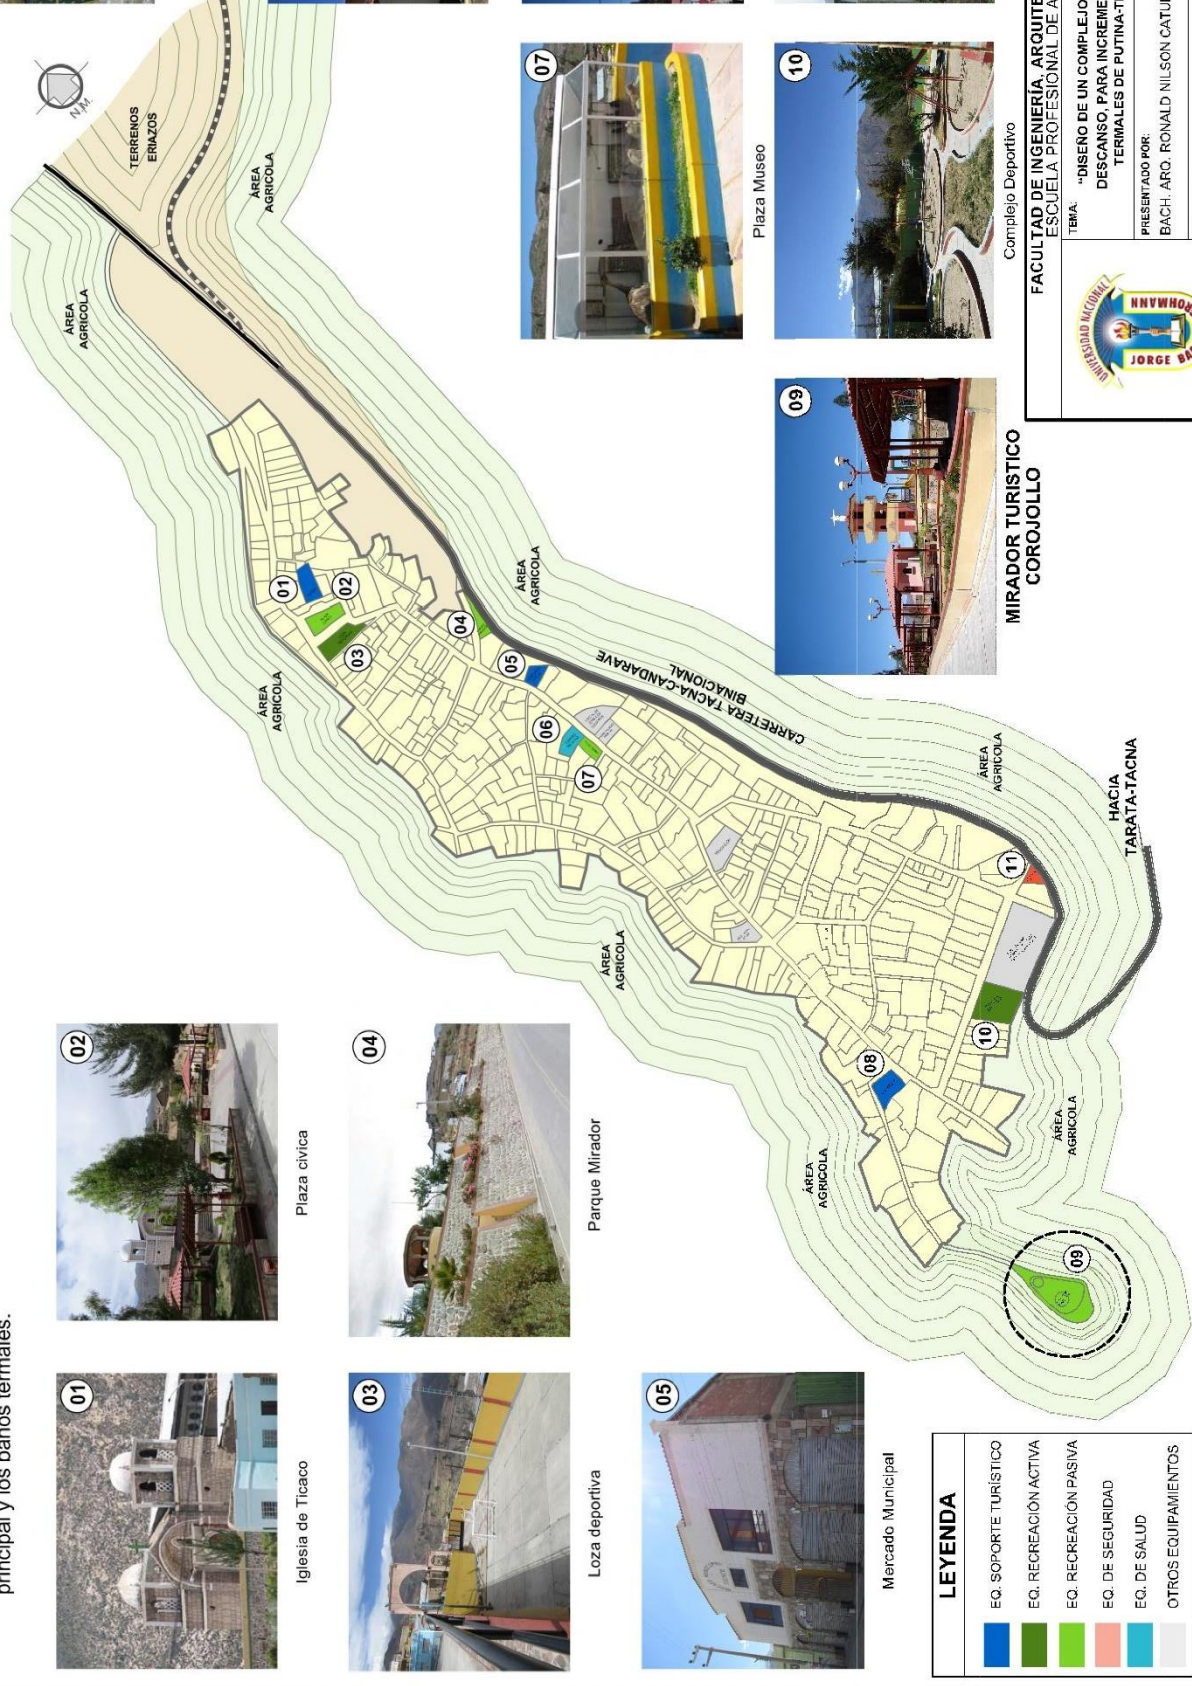 principal y los baños termales.
01
Iglesia de Ticaco
02
Plaza civica
03
Loza deportiva
04
Parque Mirador
05
Mercado Municipal
07
Plaza Museo
09
MIRADOR TURISTICO
COROJOLLO
10
Complejo Deportivo
N.M.
TERRENOS
ERIAZOS
ÁREA
AGRICOLA
ÁREA
AGRICOLA
ÁREA
AGRICOLA
ÁREA
AGRICOLA
ÁREA
AGRICOLA
ÁREA
AGRICOLA
ÁREA
AGRICOLA
ÁREA
AGRICOLA
01
02
03
04
05
06
07
08
09
10
11
CARRETERA TACNA-CANDARAVE
BINACIONAL
HACIA
TARATA-TACNA
LEYENDA
EQ. SOPORTE TURÍSTICO
EQ. RECREACIÓN ACTIVA
EQ. RECREACIÓN PASIVA
EQ. DE SEGURIDAD
EQ. DE SALUD
OTROS EQUIPAMIENTOS
FACULTAD DE INGENIERÍA, ARQUITE
ESCUELA PROFESIONAL DE A
UNIVERSIDAD NACIONAL
JORGE BA
GROHMANN
TEMA:
"DISEÑO DE UN COMPLEJO
DESCANSO, PARA INCREME
TERMALES DE PUTINA-T
PRESENTADO POR:
BACH. ARQ. RONALD NILSON CATU